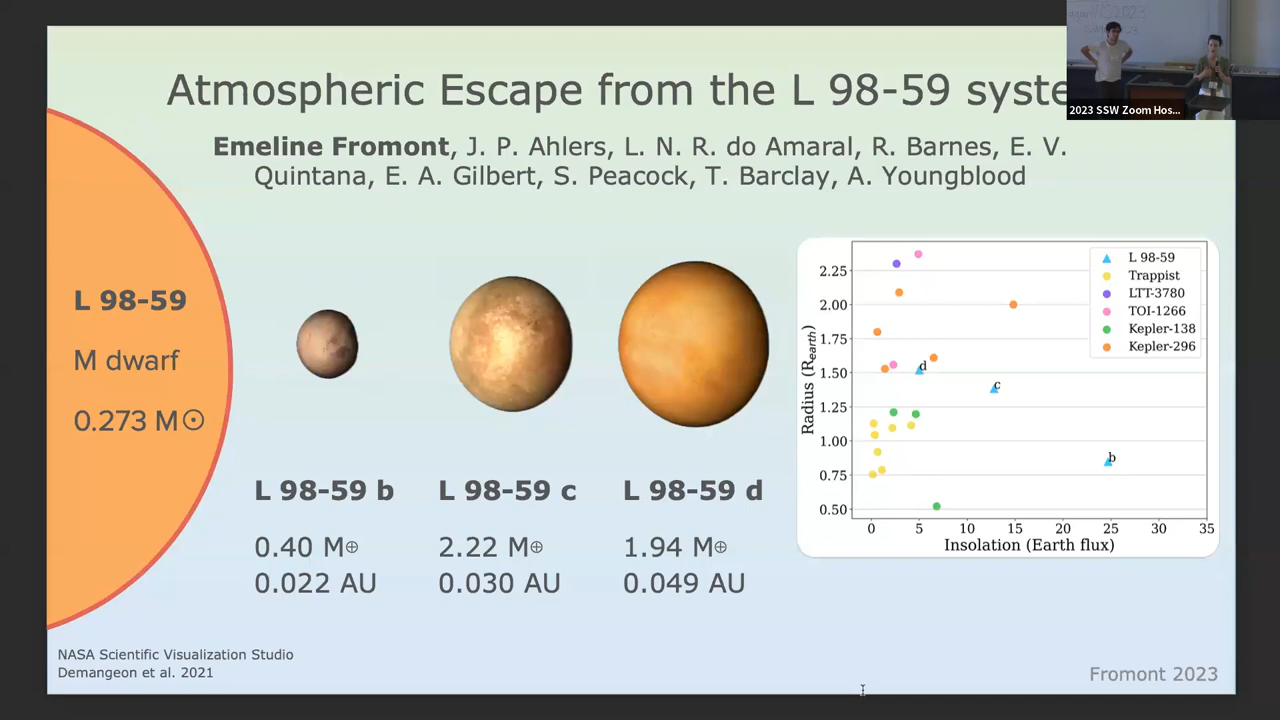 Atmospheric Escape from the L 98-59 syste
Emeline Fromont, J. P. Ahlers, L. N. R. do Amaral, R. Barnes, E. V.
Quintana, E. A. Gilbert, S. Peacock, T. Barclay, A. Youngblood
2023 SSW Zoom Hos...
L 98-59
M dwarf
0.273 M☉
L 98-59 b
0.40 M⊕
0.022 AU
L 98-59 c
2.22 M⊕
0.030 AU
L 98-59 d
1.94 M⊕
0.049 AU
Radius (Rearth)
2.25
2.00
1.75
1.50
1.25
1.00
0.75
0.50
L 98-59
Trappist
LTT-3780
TOI-1266
Kepler-138
Kepler-296
d
c
b
0 5 10 15 20 25 30 35
Insolation (Earth flux)
NASA Scientific Visualization Studio
Demangeon et al. 2021
Fromont 2023